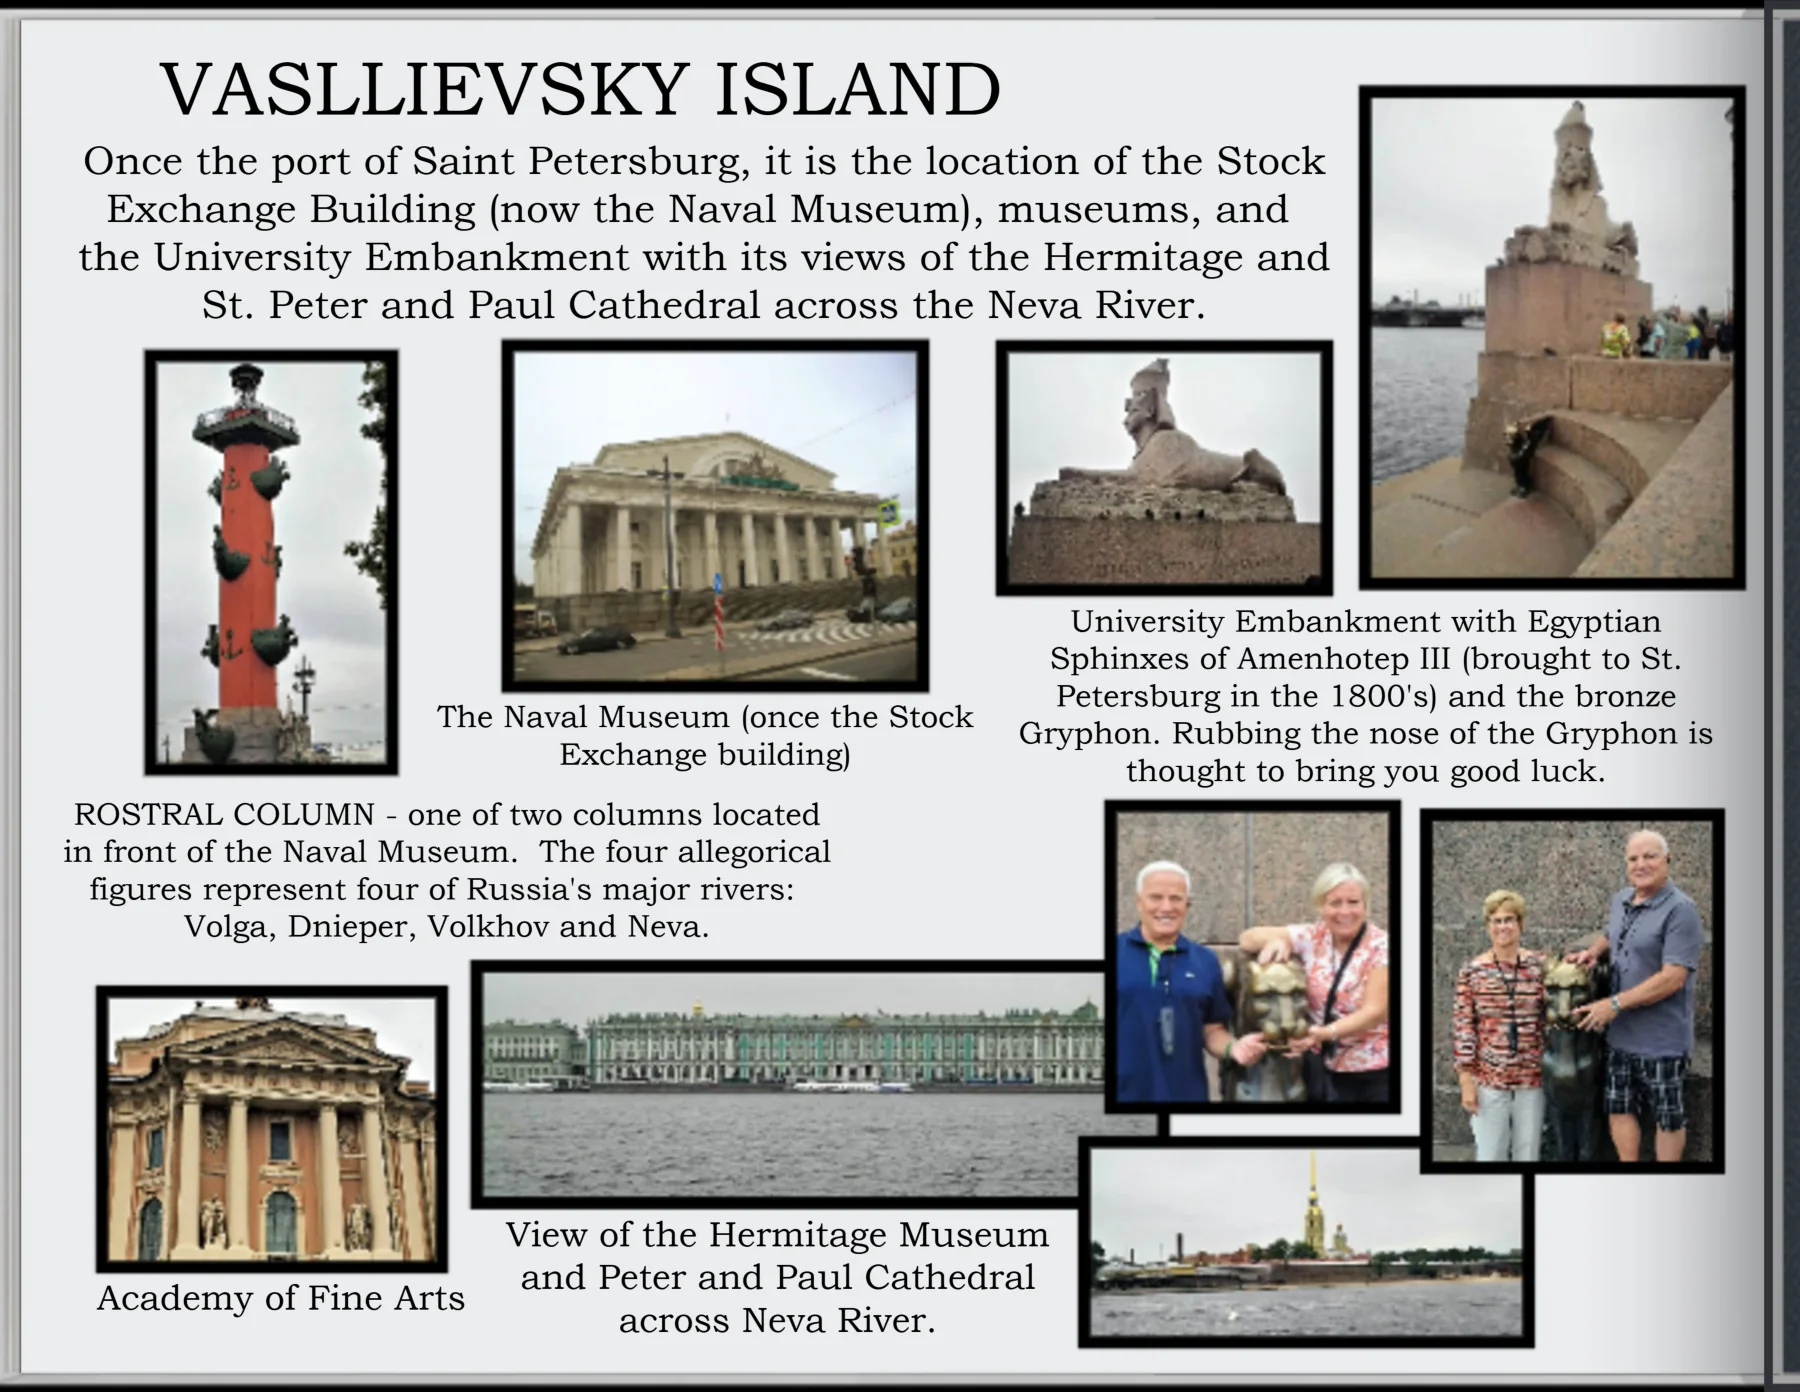 VASLLIEVSKY ISLAND
Once the port of Saint Petersburg, it is the location of the Stock
Exchange Building (now the Naval Museum), museums, and
the University Embankment with its views of the Hermitage and
St. Peter and Paul Cathedral across the Neva River.
The Naval Museum (once the Stock
Exchange building)
University Embankment with Egyptian
Sphinxes of Amenhotep III (brought to St.
Petersburg in the 1800's) and the bronze
Gryphon. Rubbing the nose of the Gryphon is
thought to bring you good luck.
ROSTRAL COLUMN - one of two columns located
in front of the Naval Museum.  The four allegorical
figures represent four of Russia's major rivers:
Volga, Dnieper, Volkhov and Neva.
Academy of Fine Arts
View of the Hermitage Museum
and Peter and Paul Cathedral
across Neva River.